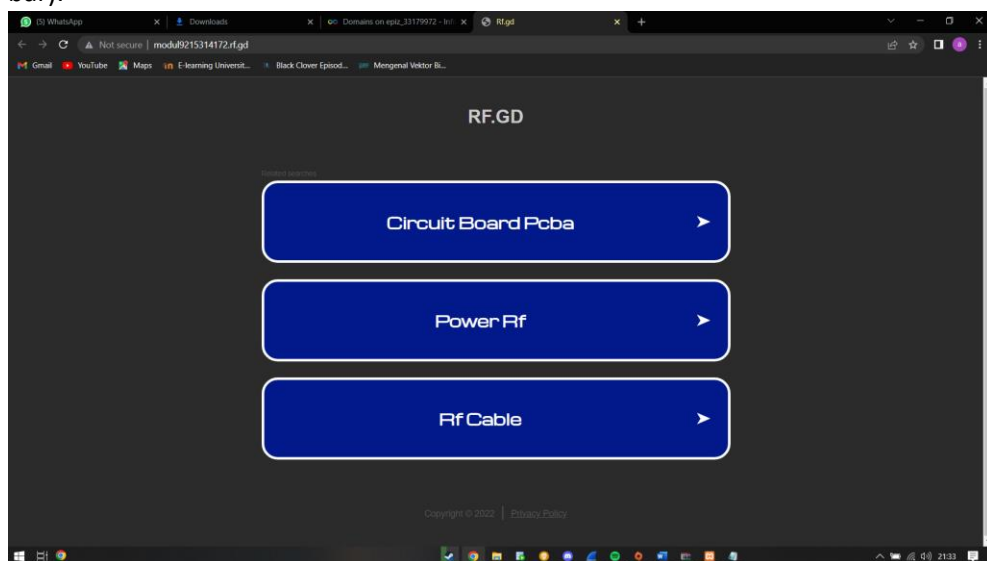 (5) WhatsApp
Downloads
Domains on epiz_33179972 - Inf
Rf.gd
Not secure | modul9215314172.rf.gd
Gmail
YouTube
Maps
E-learning Universit...
Black Clover Episod...
Mengenal Vektor Bi...
RF.GD
Related searches
Circuit Board Pcba
Power Rf
Rf Cable
Copyright © 2022 | Privacy Policy
21:33